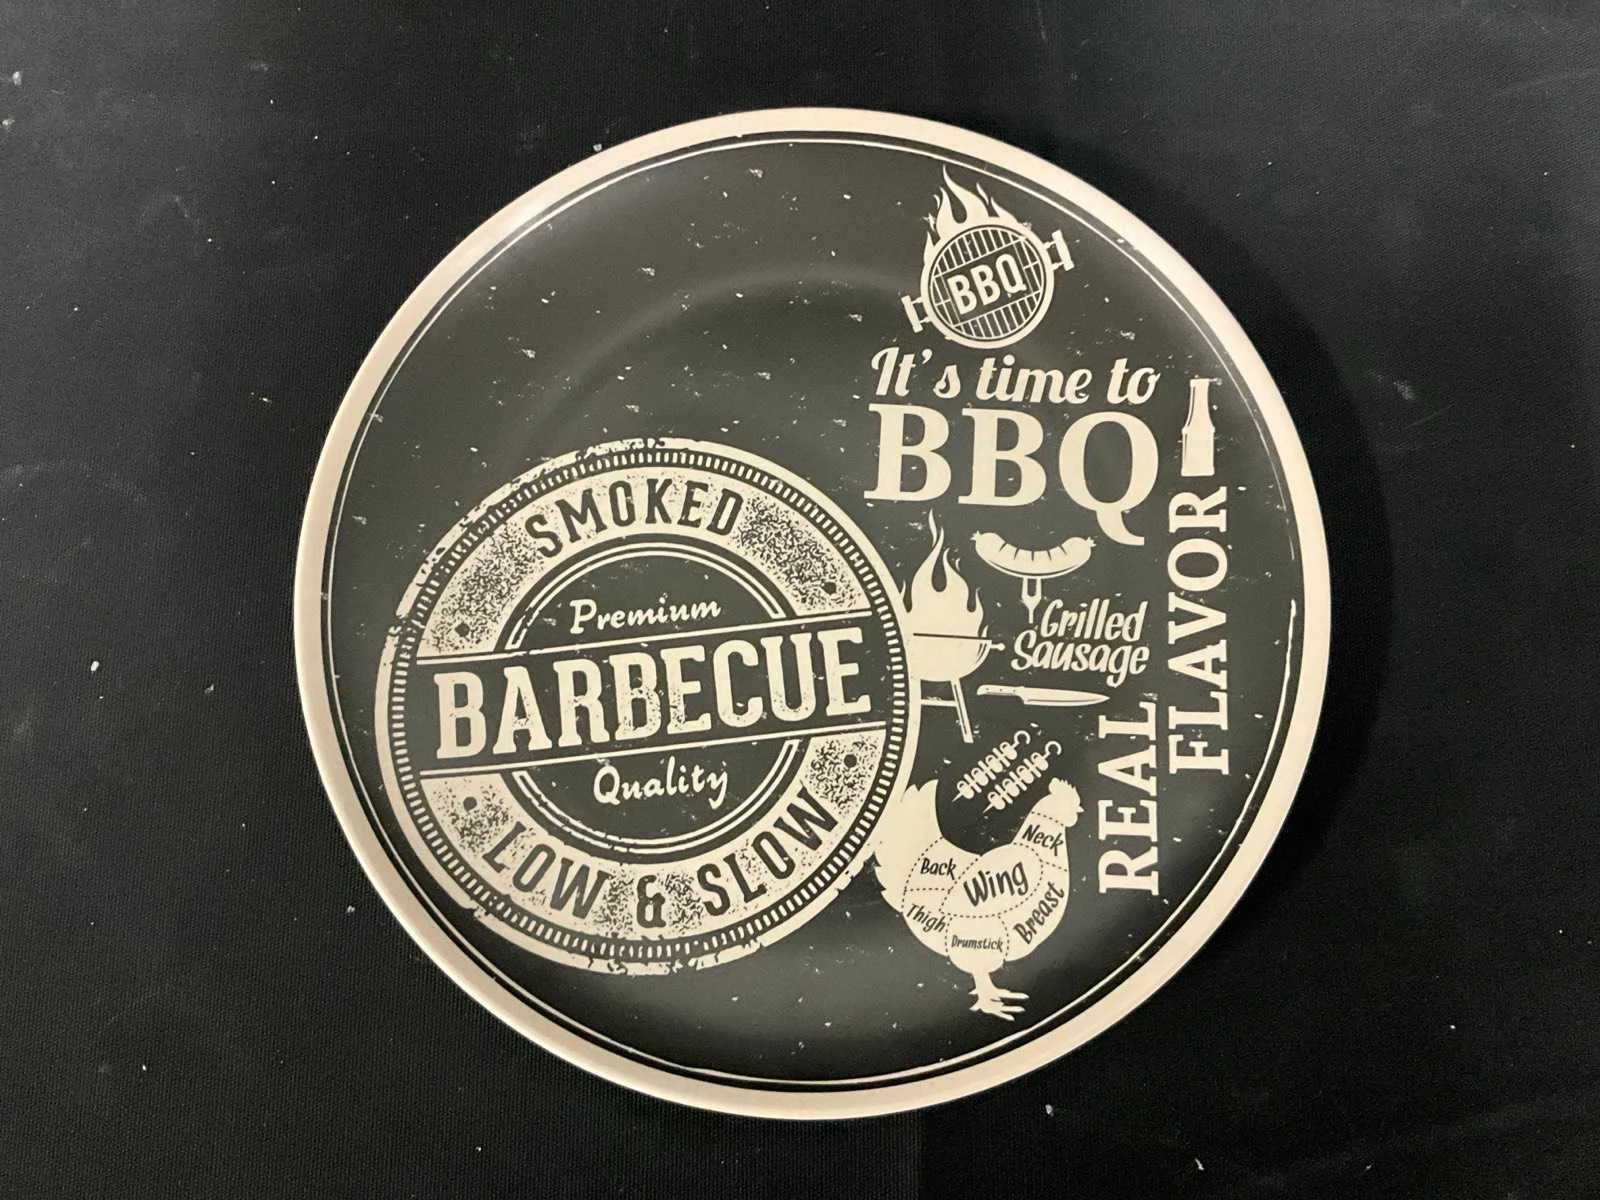 BBQ
It's time to
BBQ
SMOKED
Premium
BARBECUE
Quality
LOW & SLOW
Grilled
Sausage
REAL
FLAVOR
Neck
Back
Wing
Thigh
Breast
Drumstick